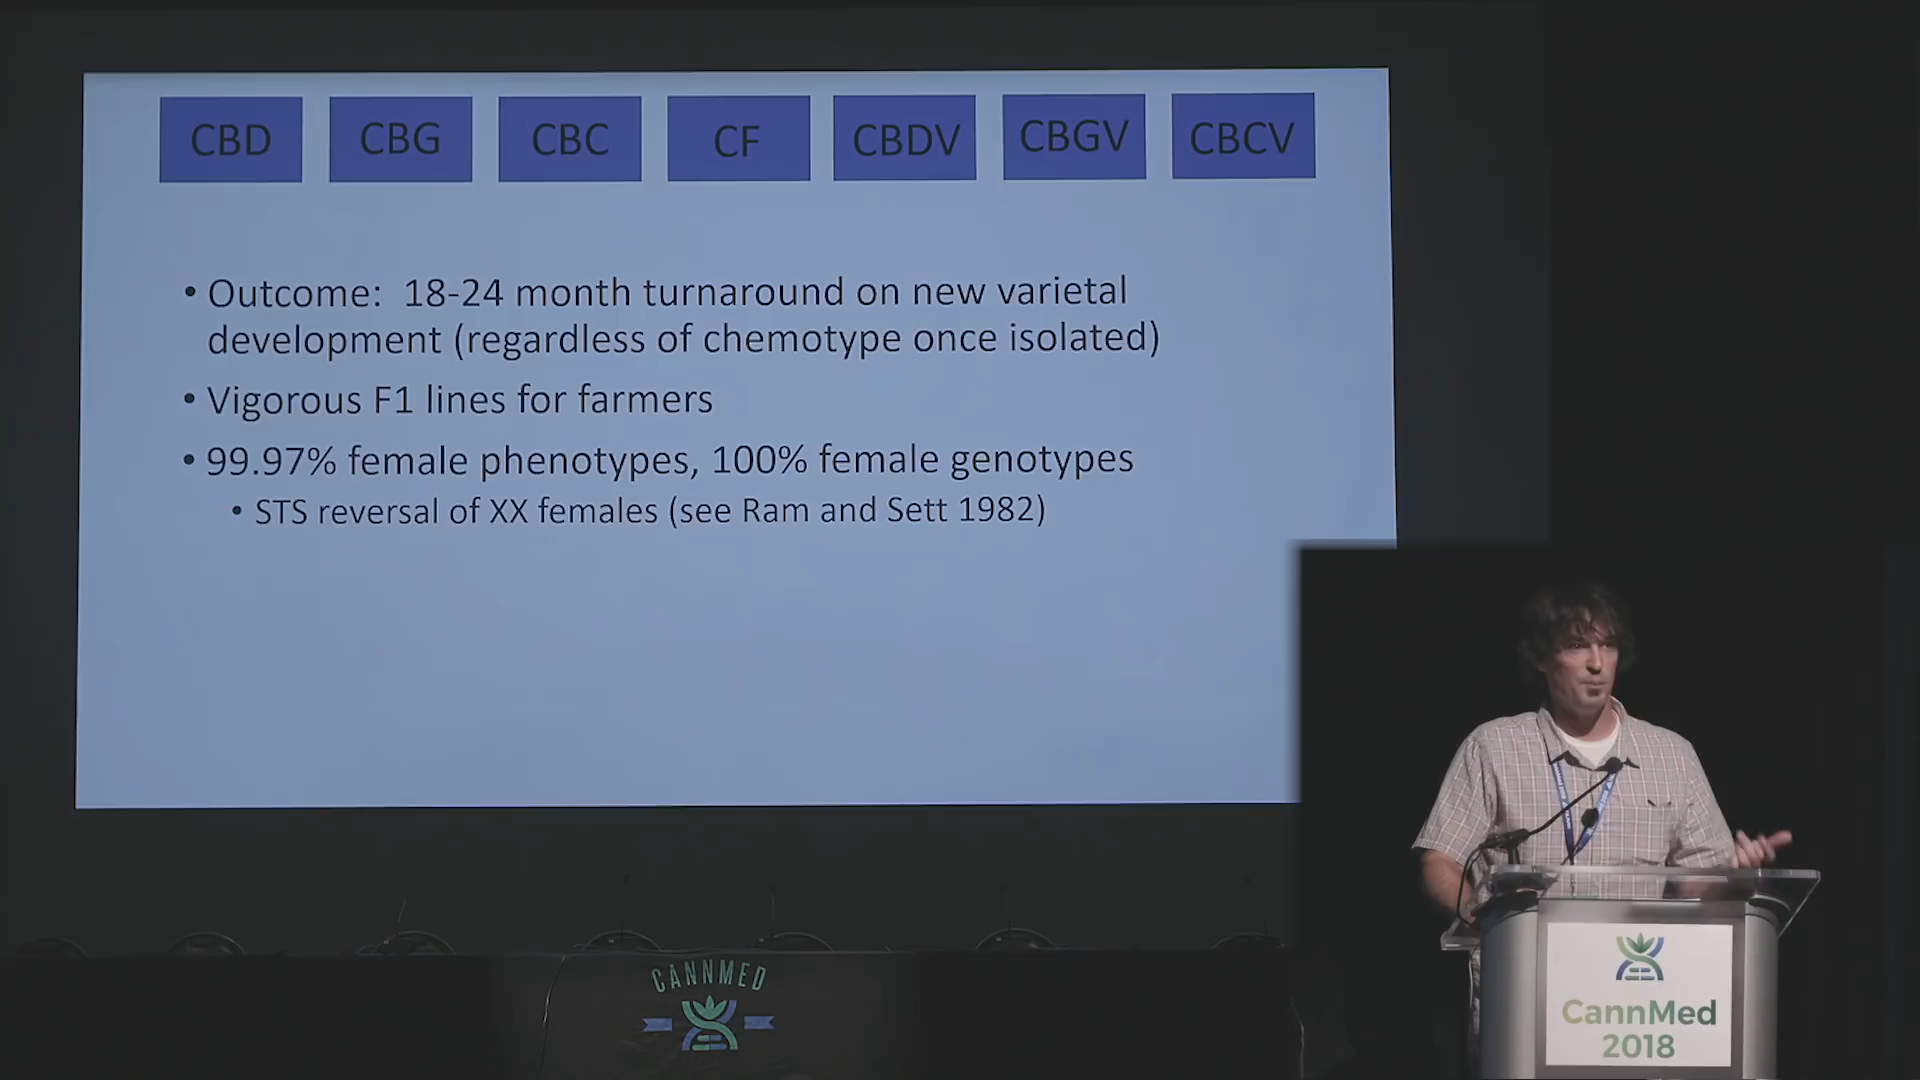 CBD CBG CBC CF CBDV CBGV CBCV
• Outcome: 18-24 month turnaround on new varietal
development (regardless of chemotype once isolated)
• Vigorous F1 lines for farmers
• 99.97% female phenotypes, 100% female genotypes
• STS reversal of XX females (see Ram and Sett 1982)
CANNMED
CannMed
2018